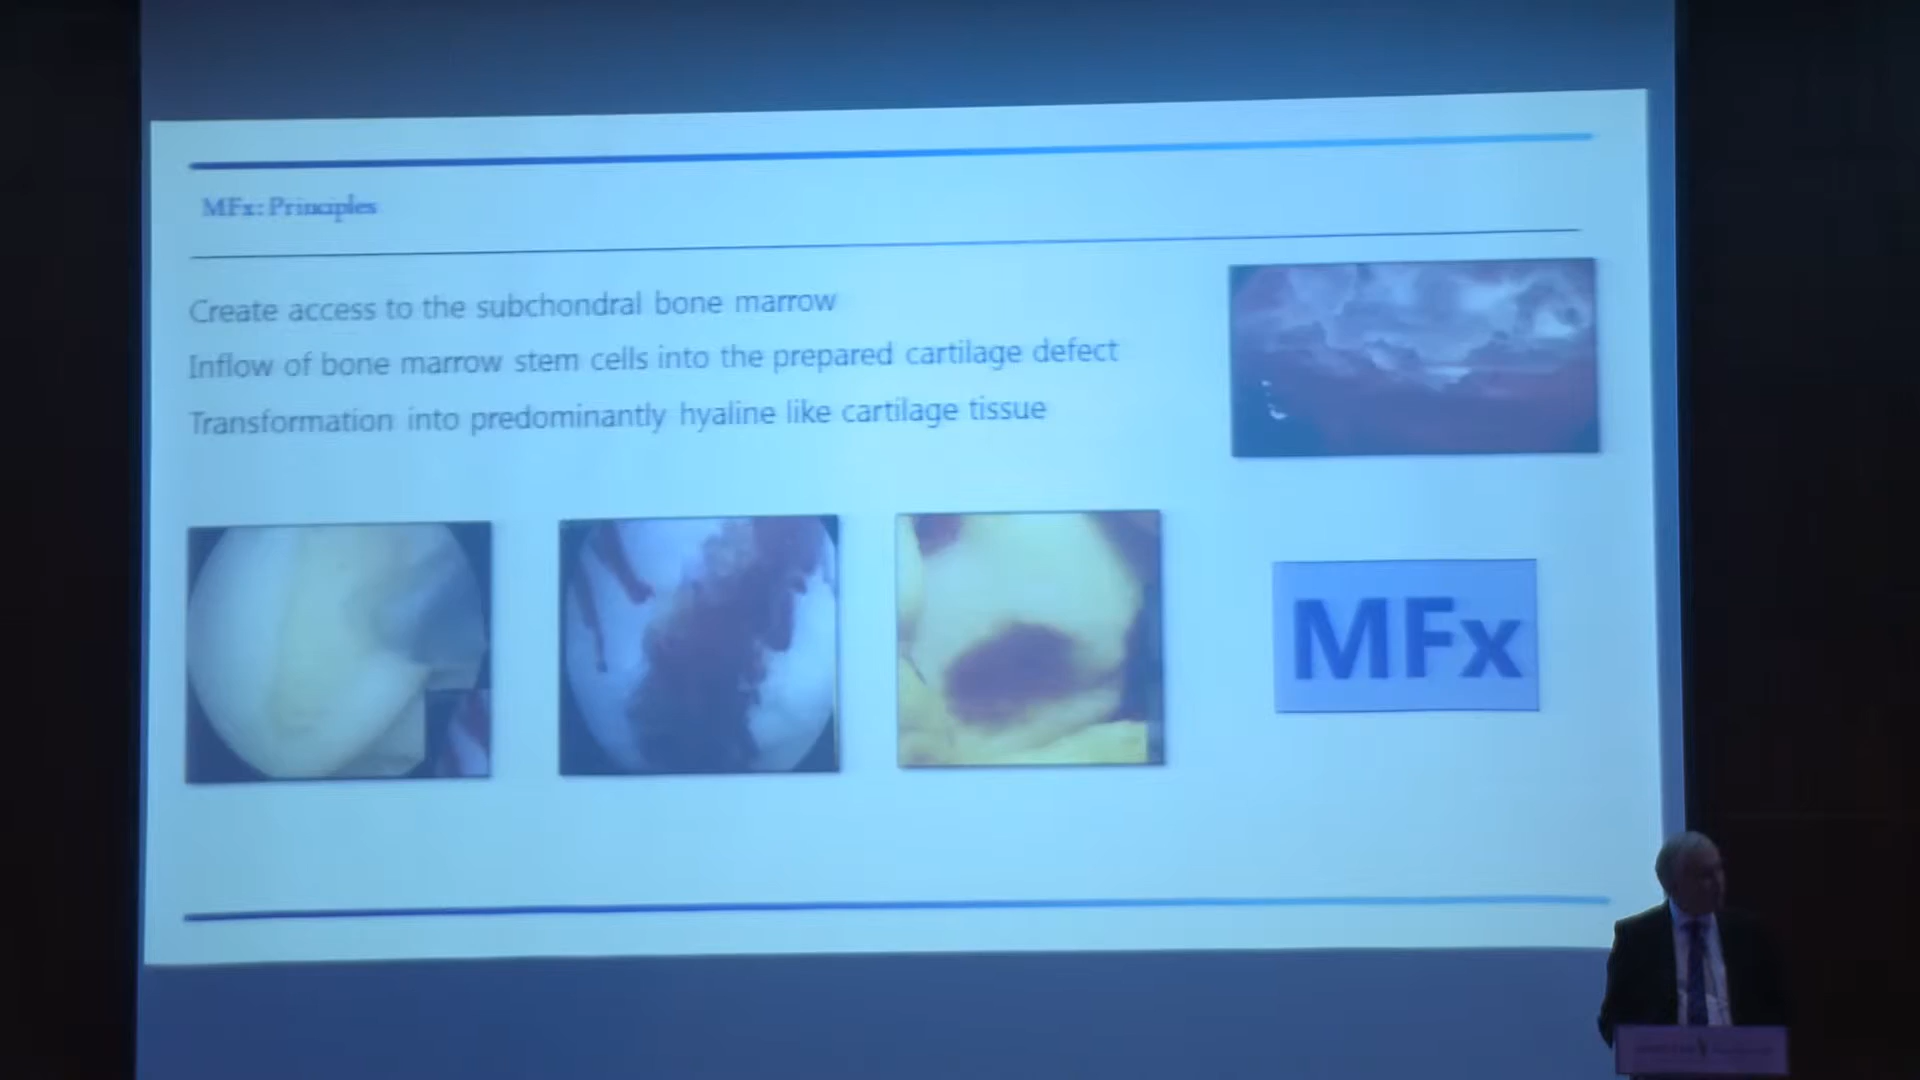 MFx: Principles
Create access to the subchondral bone marrow
Inflow of bone marrow stem cells into the prepared cartilage defect
Transformation into predominantly hyaline like cartilage tissue
MFx